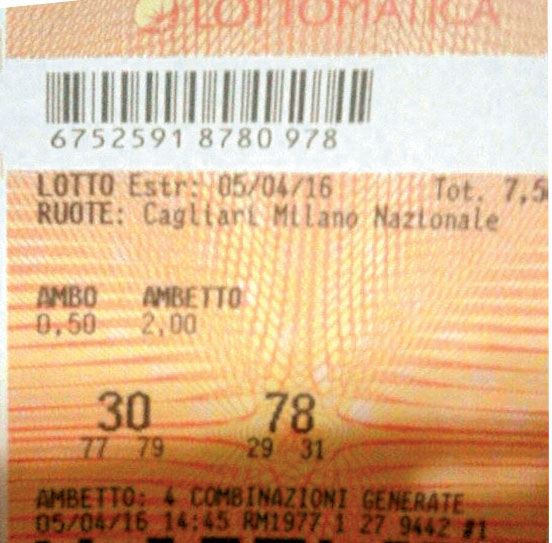 LOTTOMATICA
6752591 8780 978
LOTTO Estr: 05/04/16 Tot. 7,5
RUOTE: Cagliari Milano Nazionale
AMBO AMBETTO
0,50 2,00
30 78
77 79 29 31
AMBETTO: 4 COMBINAZIONI GENERATE
05/04/16 14:45 RM1977 1 27 9442 #1